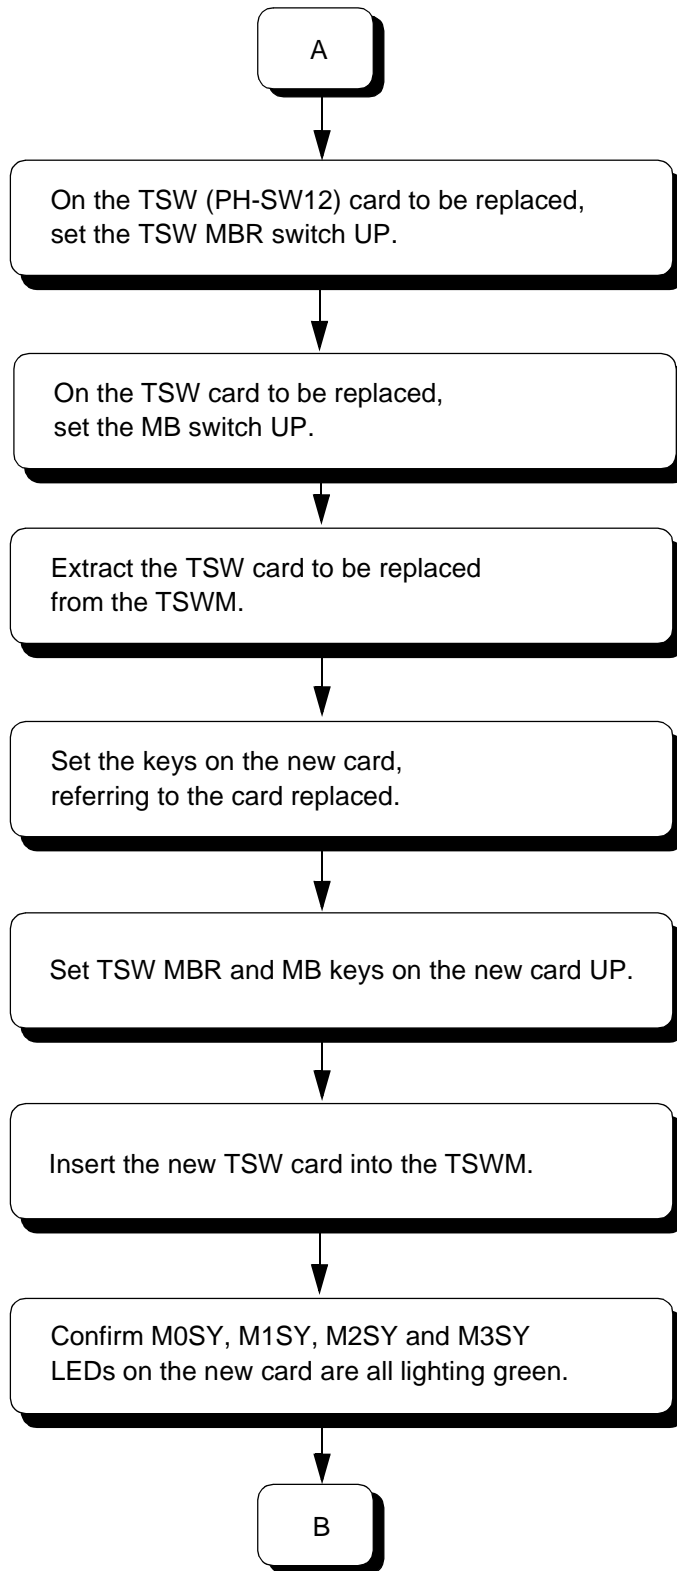 A
On the TSW (PH-SW12) card to be replaced,
set the TSW MBR switch UP.
On the TSW card to be replaced,
set the MB switch UP.
Extract the TSW card to be replaced
from the TSWM.
Set the keys on the new card,
referring to the card replaced.
Set TSW MBR and MB keys on the new card UP.
Insert the new TSW card into the TSWM.
Confirm M0SY, M1SY, M2SY and M3SY
LEDs on the new card are all lighting green.
B